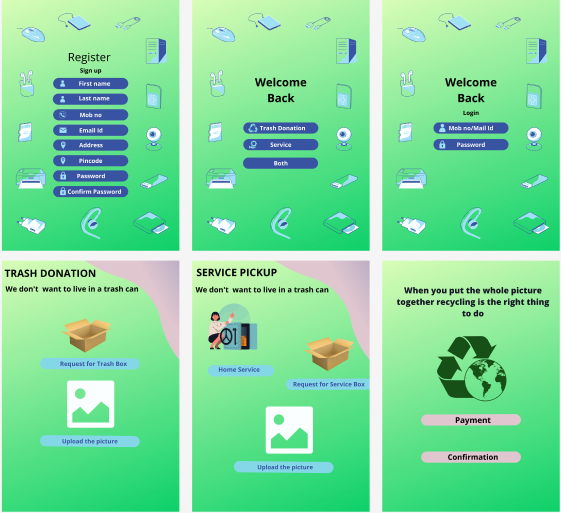 Register
Sign up
First name
Last name
Mob no
Email Id
Address
Pincode
Password
Confirm Password
Welcome
Back
Trash Donation
Service
Both
Welcome
Back
Login
Mob no/Mail Id
Password
TRASH DONATION
We don't want to live in a trash can
Request for Trash Box
Upload the picture
SERVICE PICKUP
We don't want to live in a trash can
Home Service
Request for Service Box
Upload the picture
When you put the whole picture
together recycling is the right thing
to do
Payment
Confirmation